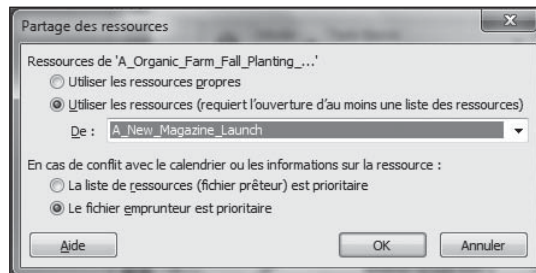 Partage des ressources
Ressources de 'A_Organic_Farm_Fall_Planting_...'
Utiliser les ressources propres
Utiliser les ressources (requiert l'ouverture d'au moins une liste des ressources)
De : A_New_Magazine_Launch
En cas de conflit avec le calendrier ou les informations sur la ressource :
La liste de ressources (fichier prêteur) est prioritaire
Le fichier emprunteur est prioritaire
Aide OK Annuler